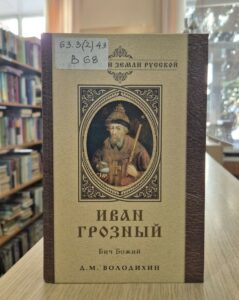 63.3(2)43
В 68
ЗЕМЛИ РУССКОЙ
ИВАН
ГРОЗНЫЙ
Бич Божий
Д.М. ВОЛОДИХИН